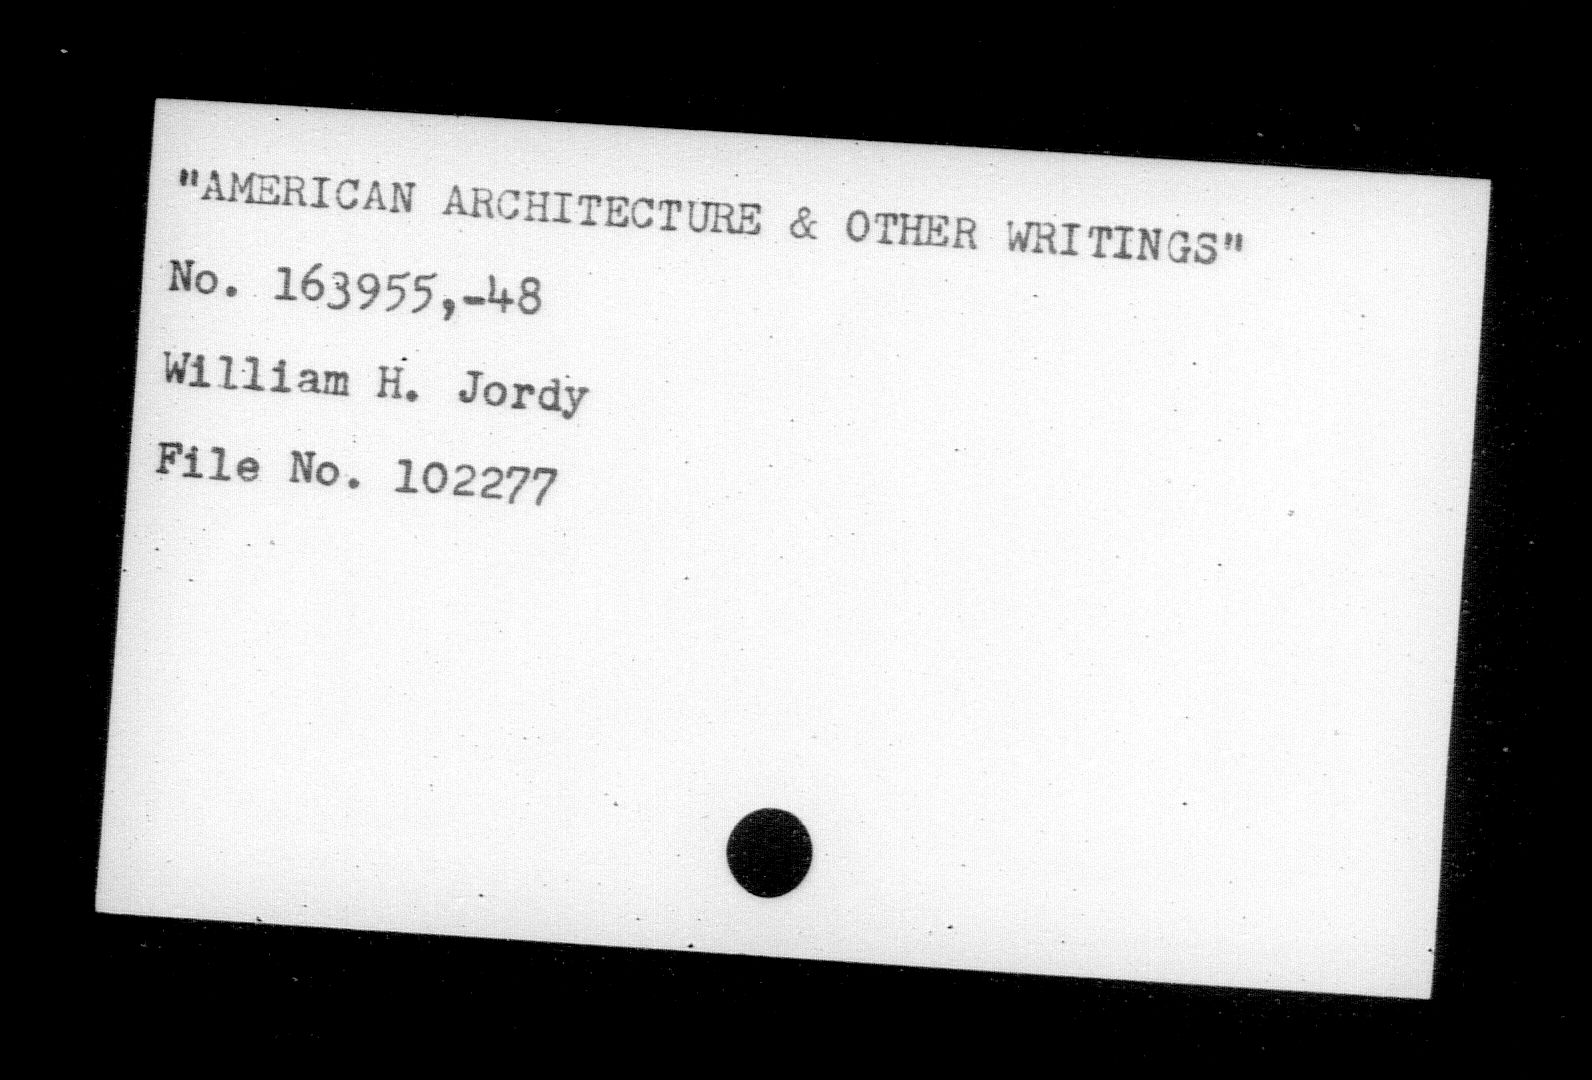 "AMERICAN ARCHITECTURE & OTHER WRITINGS"
No. 163955,-48
William H. Jordy
File No. 102277